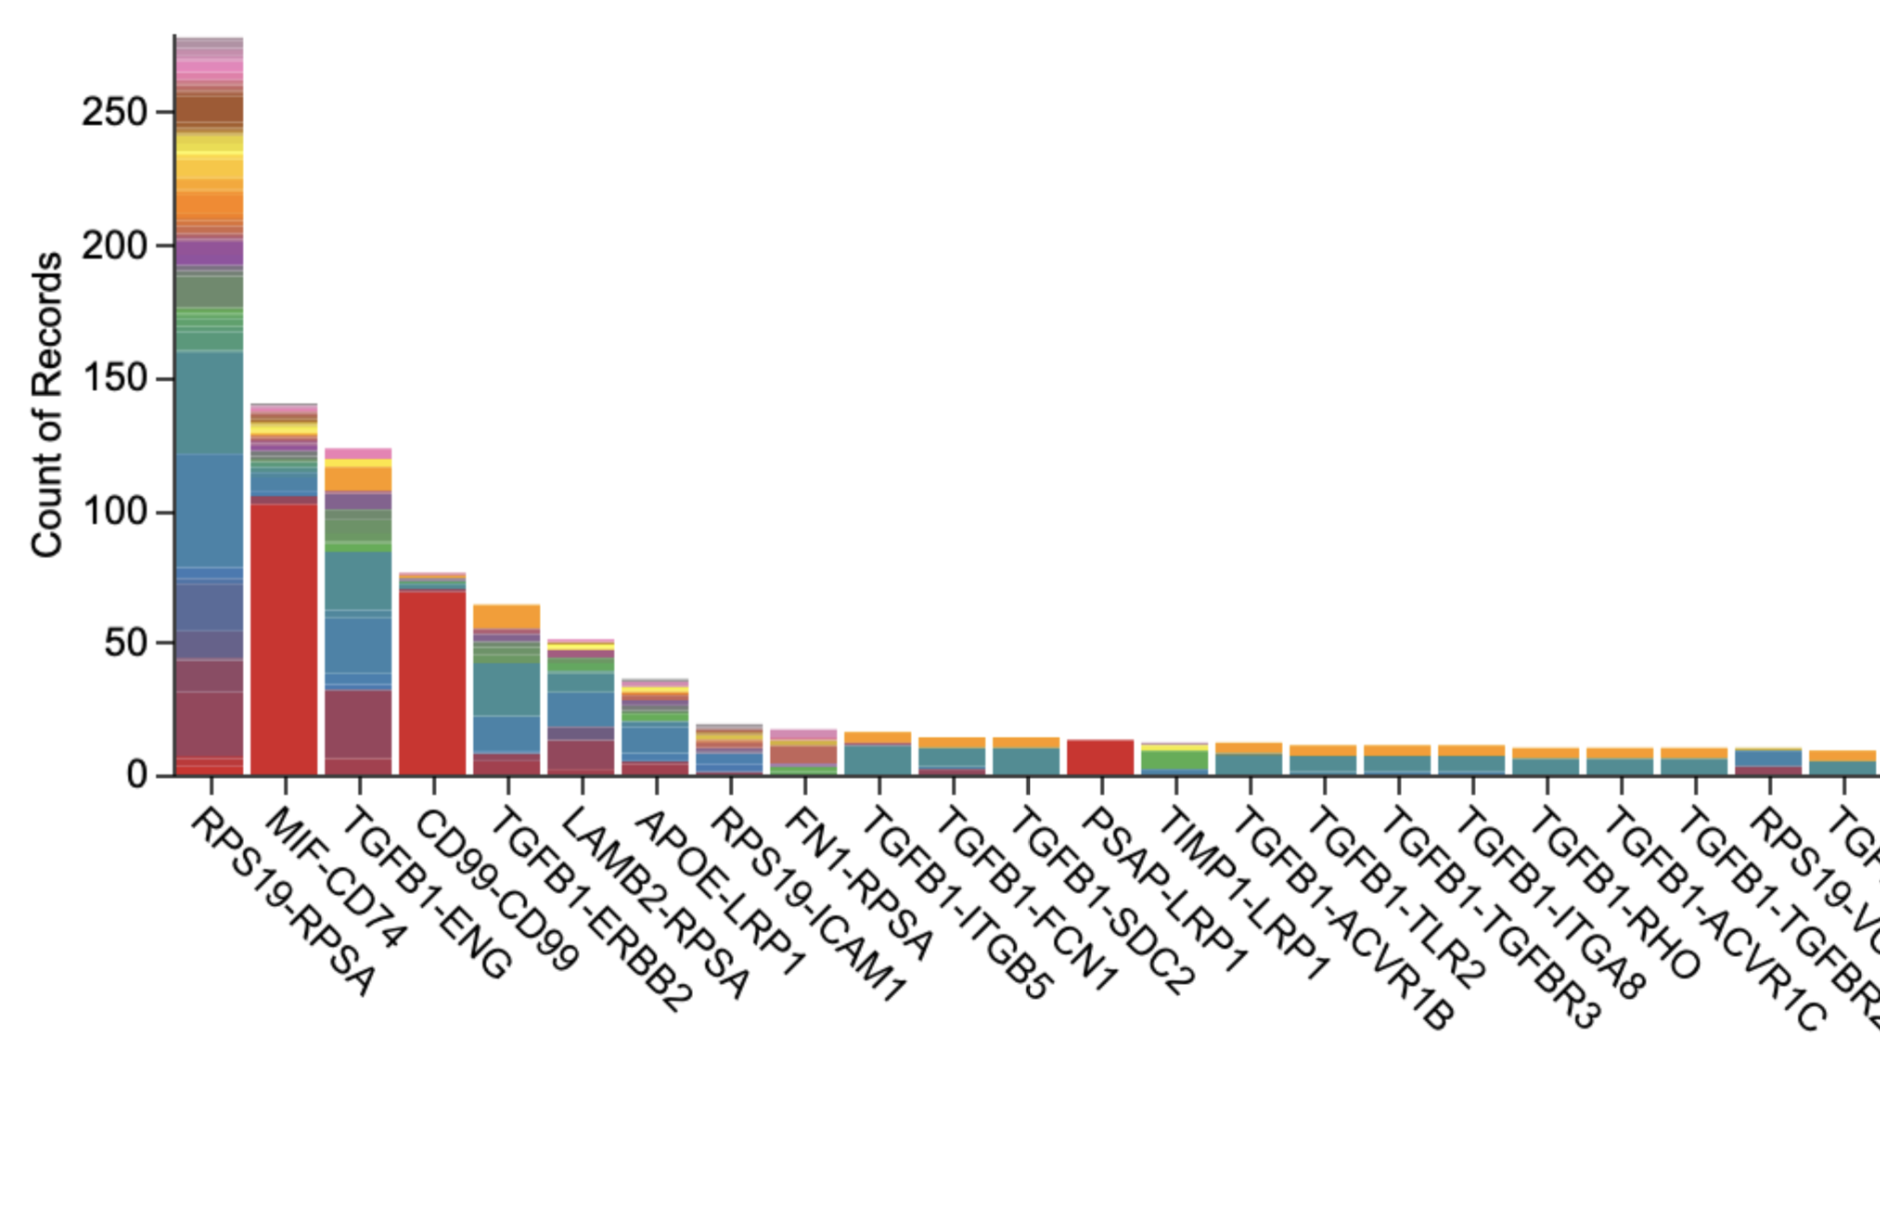 Count of Records
250
200
150
100
50
0
RPS19-RPSA
MIF-CD74
TGFB1-ENG
CD99-CD99
TGFB1-ERBB2
LAMB2-RPSA
APOE-LRP1
RPS19-ICAM1
FN1-RPSA
TGFB1-ITGB5
TGFB1-FCN1
TGFB1-SDC2
PSAP-LRP1
TIMP1-LRP1
TGFB1-ACVR1B
TGFB1-TLR2
TGFB1-TGFBR3
TGFB1-ITGA8
TGFB1-RHO
TGFB1-ACVR1C
TGFB1-TGFBR2